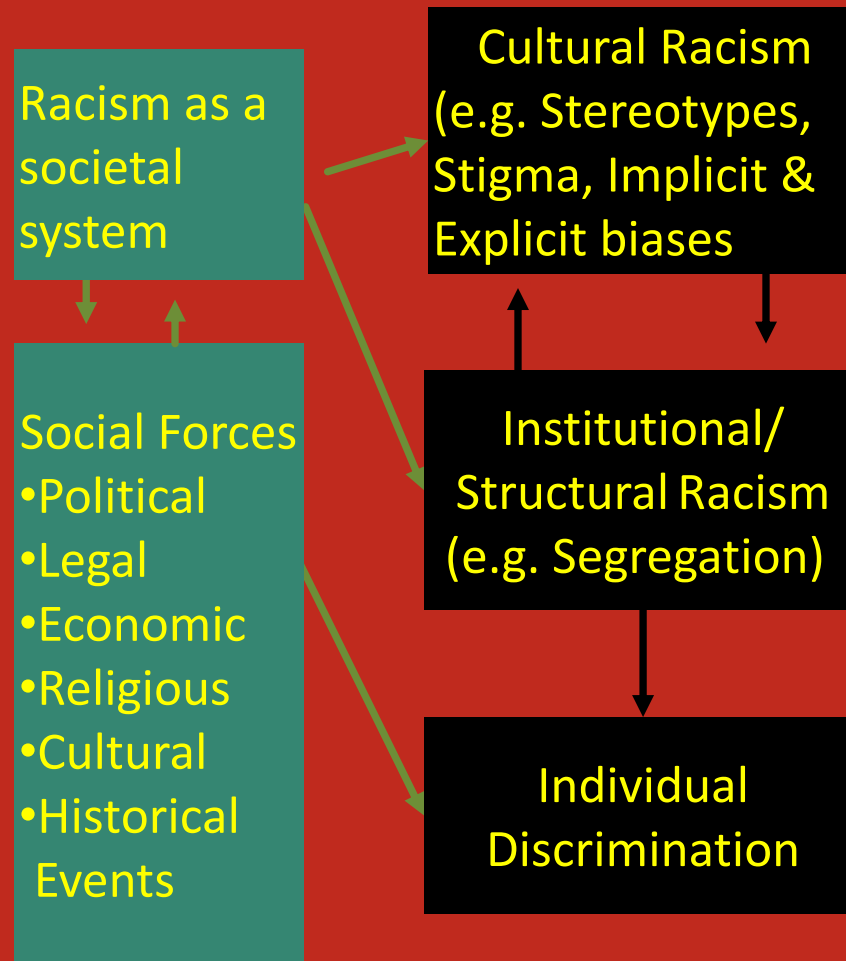 Racism as a
societal
system
Social Forces
•Political
•Legal
•Economic
•Religious
•Cultural
•Historical
Events
Cultural Racism
(e.g. Stereotypes,
Stigma, Implicit &
Explicit biases
Institutional/
Structural Racism
(e.g. Segregation)
Individual
Discrimination